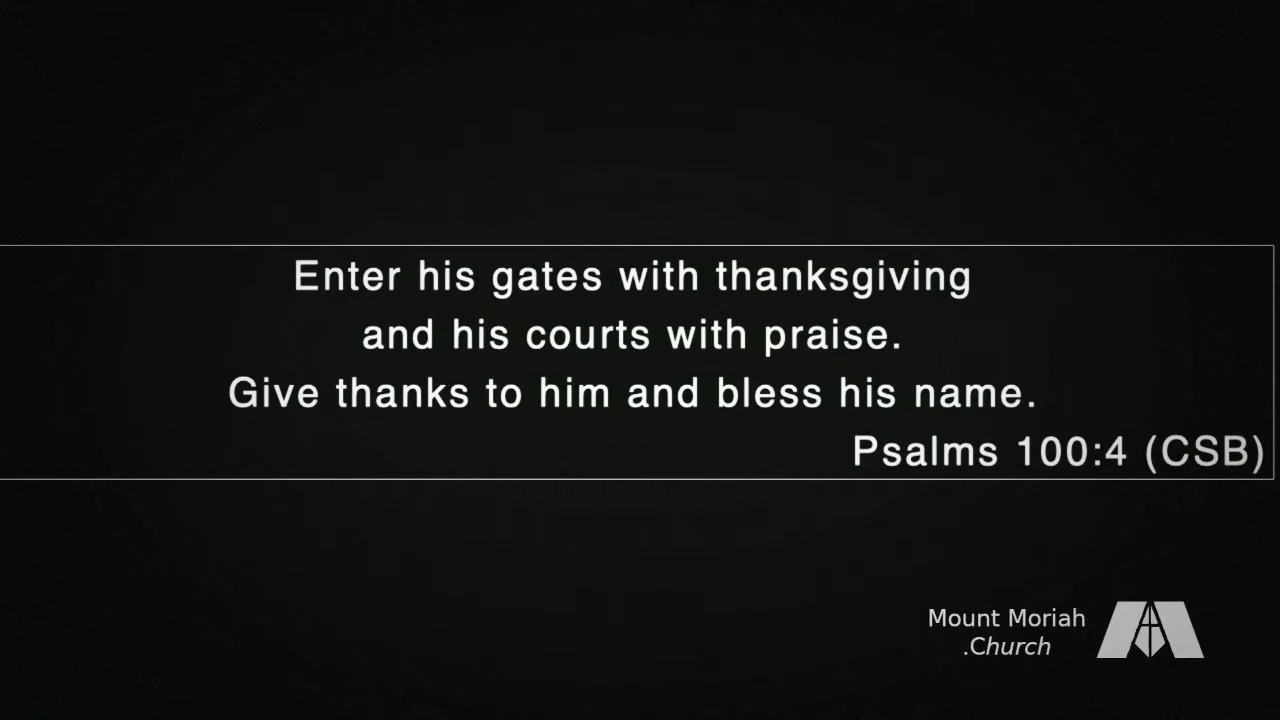 Enter his gates with thanksgiving
and his courts with praise.
Give thanks to him and bless his name.
Psalms 100:4 (CSB)
Mount Moriah
.Church